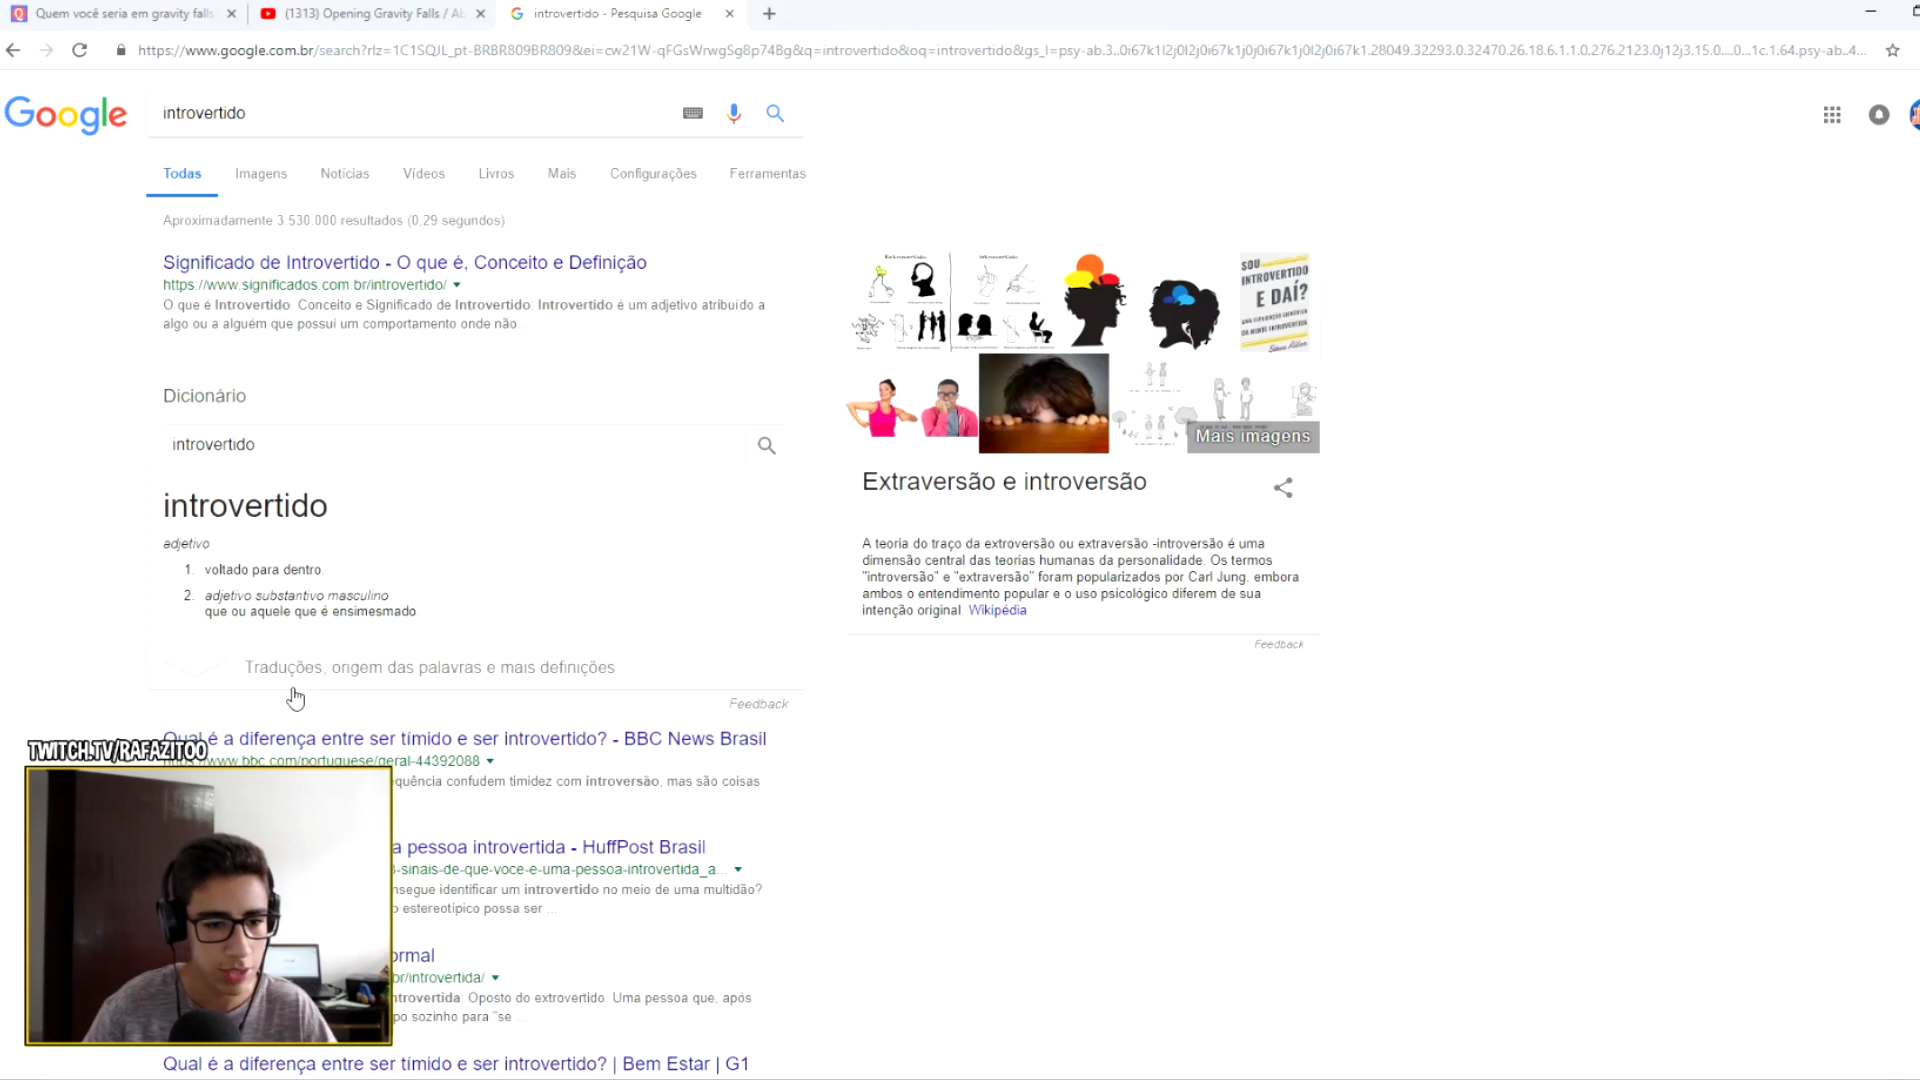 Quem você seria em gravity falls
(1313) Opening Gravity Falls / Ab
introvertido - Pesquisa Google
https://www.google.com.br/search?rlz=1C1SQJL_pt-BRBR809BR809&ei=cw21W-qFGsWrwgSg8p74Bg&q=introvertido&oq=introvertido&gs_l=psy-ab.3..0i67k1l2j0l2j0i67k1j0j0i67k1j0l2j0i67k1.28049.32293.0.32470.26.18.6.1.1.0.276.2123.0j12j3.15.0....0...1c.1.64.psy-ab..4...
Google
introvertido
Todas Imagens Notícias Vídeos Livros Mais Configurações Ferramentas
Aproximadamente 3.530.000 resultados (0,29 segundos)
Significado de Introvertido - O que é, Conceito e Definição
https://www.significados.com.br/introvertido/
O que é Introvertido. Conceito e Significado de Introvertido: Introvertido é um adjetivo atribuído a
algo ou a alguém que possui um comportamento onde não ...
Dicionário
introvertido
introvertido
adjetivo
1. voltado para dentro.
2. adjetivo substantivo masculino
que ou aquele que é ensimesmado
Traduções, origem das palavras e mais definições
Feedback
Qual é a diferença entre ser tímido e ser introvertido? - BBC News Brasil
https://www.bbc.com/portuguese/geral-44392088
equência confudem timidez com introversão, mas são coisas
a pessoa introvertida - HuffPost Brasil
-sinais-de-que-voce-e-uma-pessoa-introvertida_a...
nsegue identificar um introvertido no meio de uma multidão?
o estereotípico possa ser ...
ormal
br/introvertida/
ntrovertida. Oposto do extrovertido. Uma pessoa que, após
po sozinho para "se ...
Qual é a diferença entre ser tímido e ser introvertido? | Bem Estar | G1
TWITCH.TV/RAFAZITOO
SOU
INTROVERTIDO
E DAÍ?
Mais imagens
Extraversão e introversão
A teoria do traço da extroversão ou extraversão -introversão é uma
dimensão central das teorias humanas da personalidade. Os termos
"introversão" e "extraversão" foram popularizados por Carl Jung, embora
ambos o entendimento popular e o uso psicológico diferem de sua
intenção original. Wikipédia
Feedback